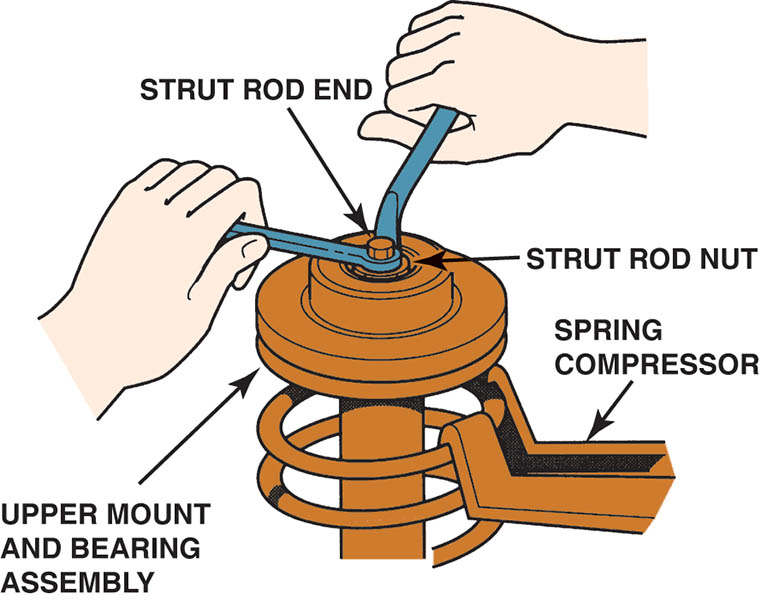 STRUT ROD END
STRUT ROD NUT
SPRING
COMPRESSOR
UPPER MOUNT
AND BEARING
ASSEMBLY